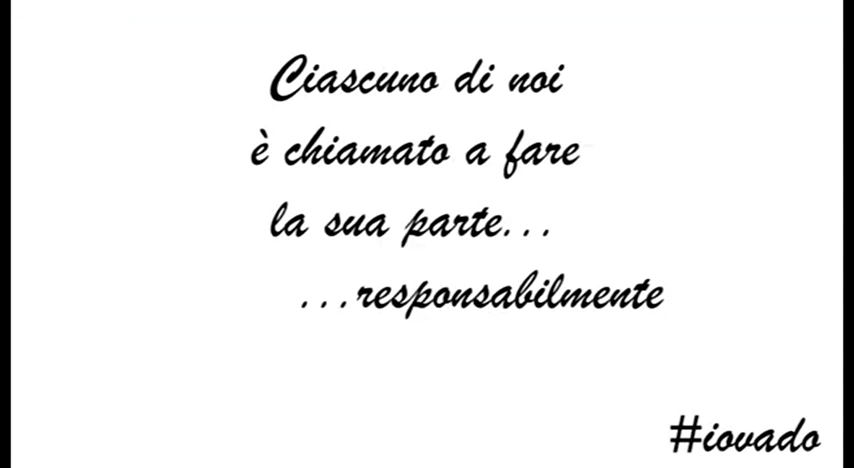 Ciascuno di noi
è chiamato a fare
la sua parte...
...responsabilmente
#iovado